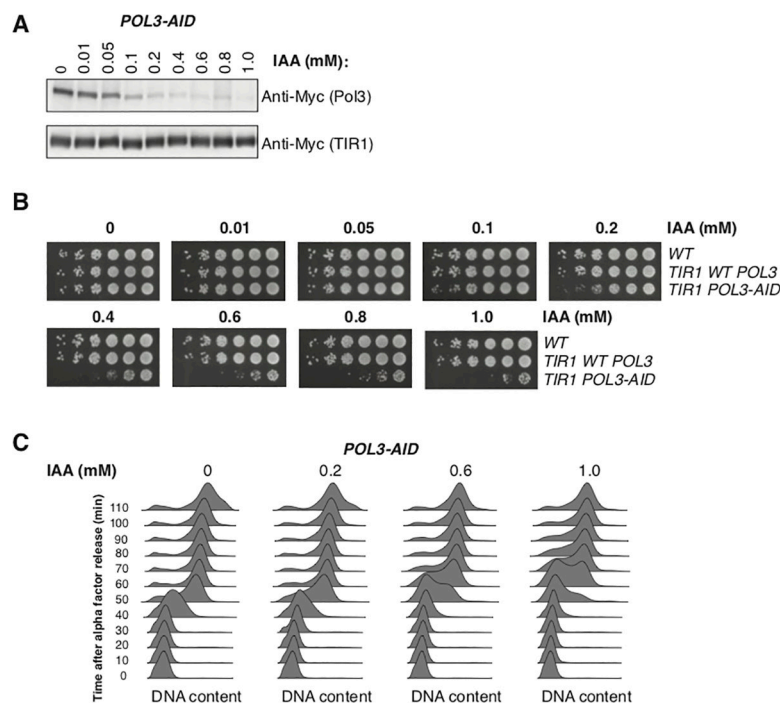 A
POL3-AID
0 0.01 0.05 0.1 0.2 0.4 0.6 0.8 1.0 IAA (mM):
Anti-Myc (Pol3)
Anti-Myc (TIR1)
B
0 0.01 0.05 0.1 0.2 IAA (mM)
WT
TIR1 WT POL3
TIR1 POL3-AID
0.4 0.6 0.8 1.0 IAA (mM)
WT
TIR1 WT POL3
TIR1 POL3-AID
C
POL3-AID
IAA (mM) 0 0.2 0.6 1.0
Time after alpha factor release (min)
110
100
90
80
70
60
50
40
30
20
10
0
DNA content DNA content DNA content DNA content